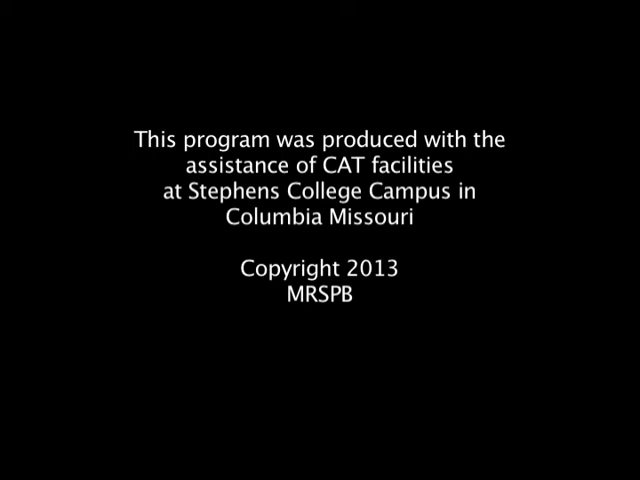 This program was produced with the
assistance of CAT facilities
at Stephens College Campus in
Columbia Missouri
Copyright 2013
MRSPB